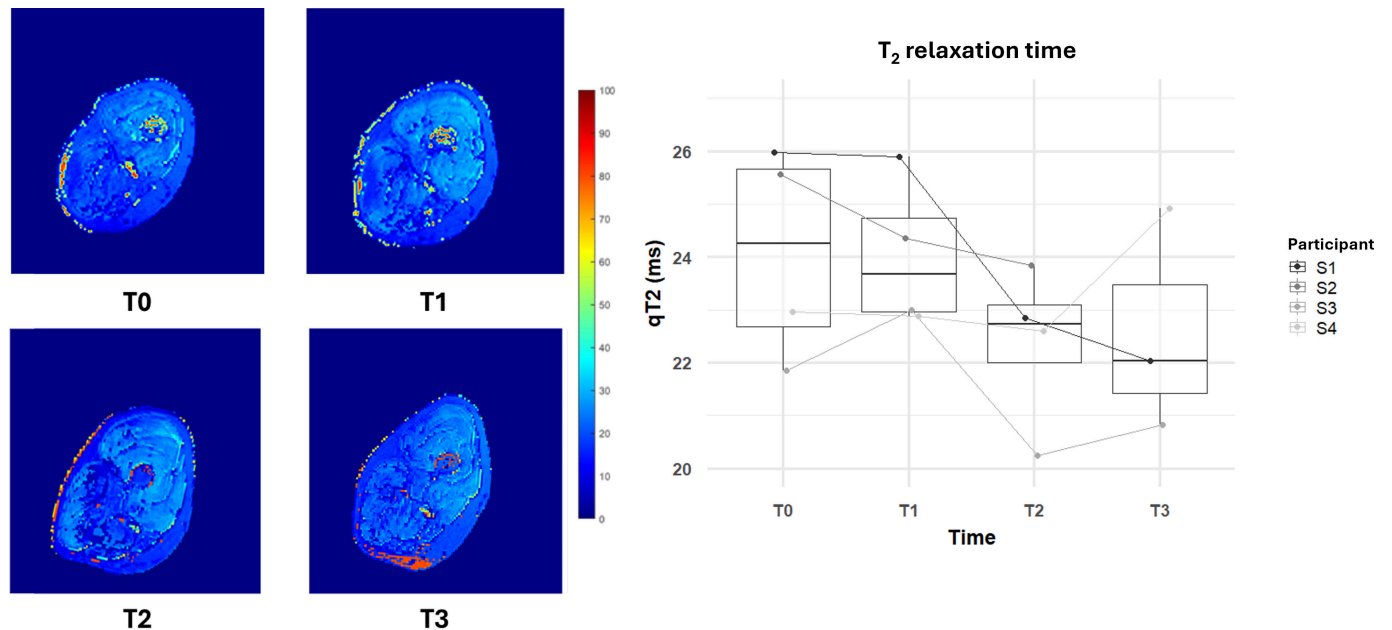 T0
T1
T2
T3
100
90
80
70
60
50
40
30
20
10
0
T2 relaxation time
qT2 (ms)
26
24
22
20
T0 T1 T2 T3
Time
Participant
S1
S2
S3
S4